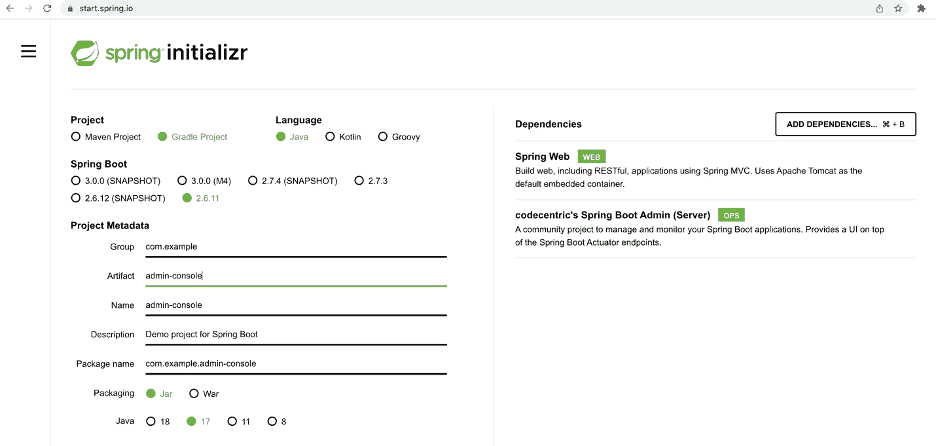 start.spring.io
spring initializr
Project
Maven Project Gradle Project
Language
Java Kotlin Groovy
Spring Boot
3.0.0 (SNAPSHOT) 3.0.0 (M4) 2.7.4 (SNAPSHOT) 2.7.3
2.6.12 (SNAPSHOT) 2.6.11
Project Metadata
Group com.example
Artifact admin-console
Name admin-console
Description Demo project for Spring Boot
Package name com.example.admin-console
Packaging Jar War
Java 18 17 11 8
Dependencies
ADD DEPENDENCIES... ⌘ + B
Spring Web WEB
Build web, including RESTful, applications using Spring MVC. Uses Apache Tomcat as the
default embedded container.
codecentric's Spring Boot Admin (Server) OPS
A community project to manage and monitor your Spring Boot applications. Provides a UI on top
of the Spring Boot Actuator endpoints.